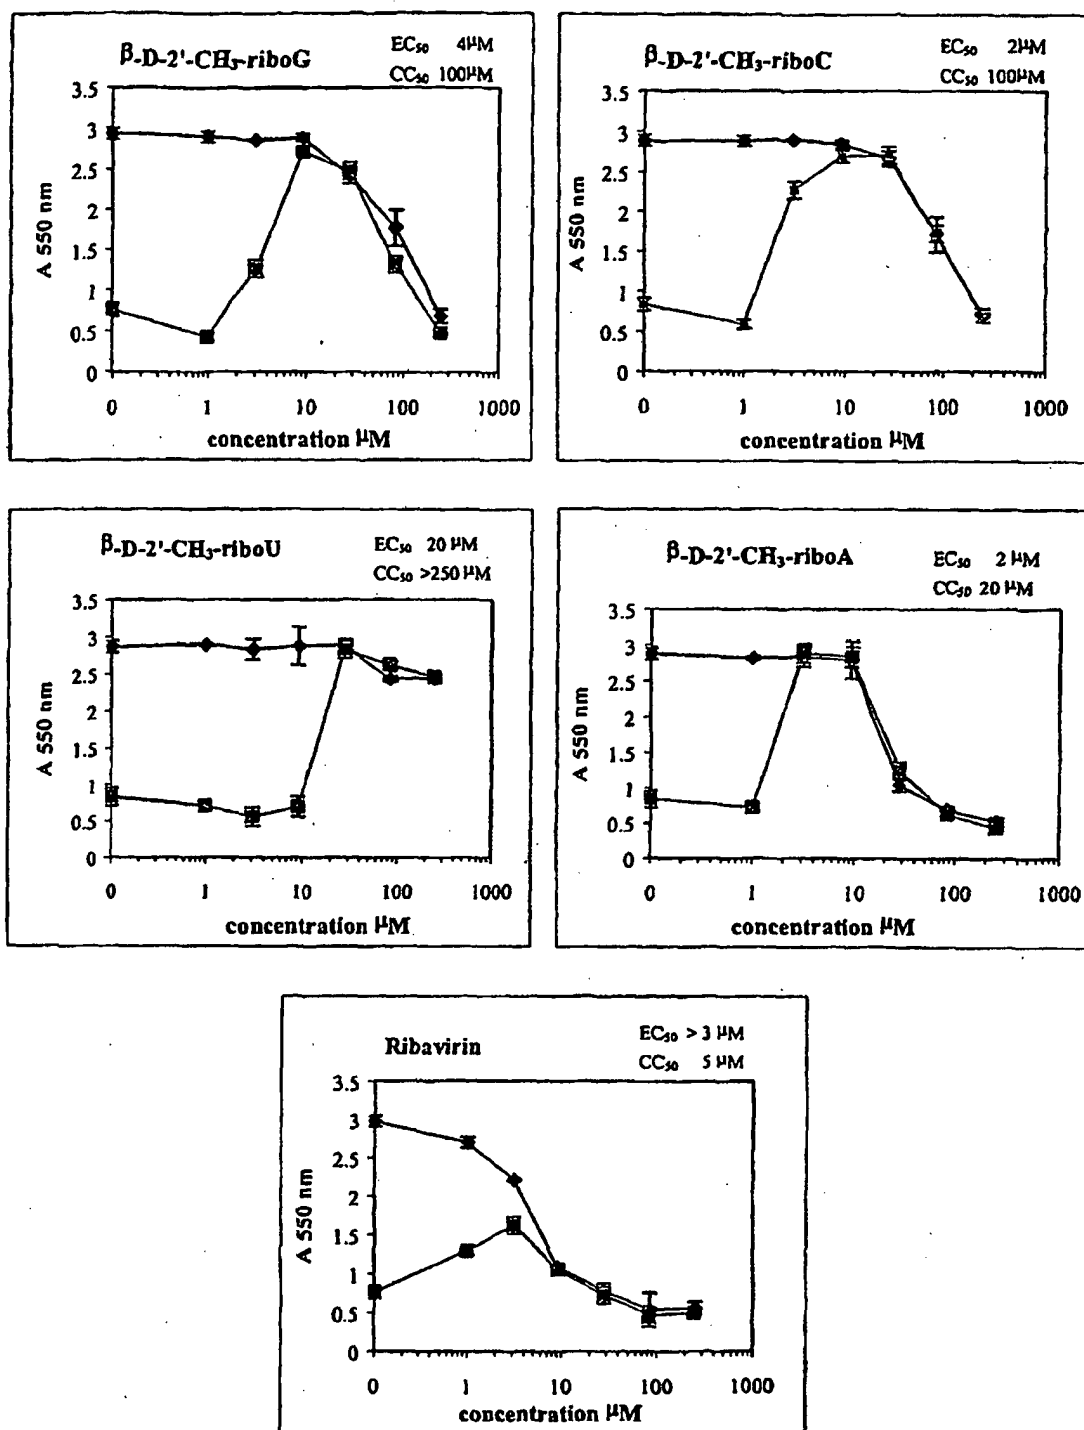 β-D-2'-CH₃-riboG
EC₅₀ 4μM
CC₅₀ 100μM
3.5
3
2.5
2
1.5
1
0.5
0
A 550 nm
0 1 10 100 1000
concentration μM
β-D-2'-CH₃-riboC
EC₅₀ 2μM
CC₅₀ 100μM
3.5
3
2.5
2
1.5
1
0.5
0
A 550 nm
0 1 10 100 1000
concentration μM
β-D-2'-CH₃-riboU
EC₅₀ 20 μM
CC₅₀ >250 μM
3.5
3
2.5
2
1.5
1
0.5
0
A 550 nm
0 1 10 100 1000
concentration μM
β-D-2'-CH₃-riboA
EC₅₀ 2 μM
CC₅₀ 20 μM
3.5
3
2.5
2
1.5
1
0.5
0
A 550 nm
0 1 10 100 1000
concentration μM
Ribavirin
EC₅₀ > 3 μM
CC₅₀ 5 μM
3.5
3
2.5
2
1.5
1
0.5
0
A 550 nm
0 1 10 100 1000
concentration μM